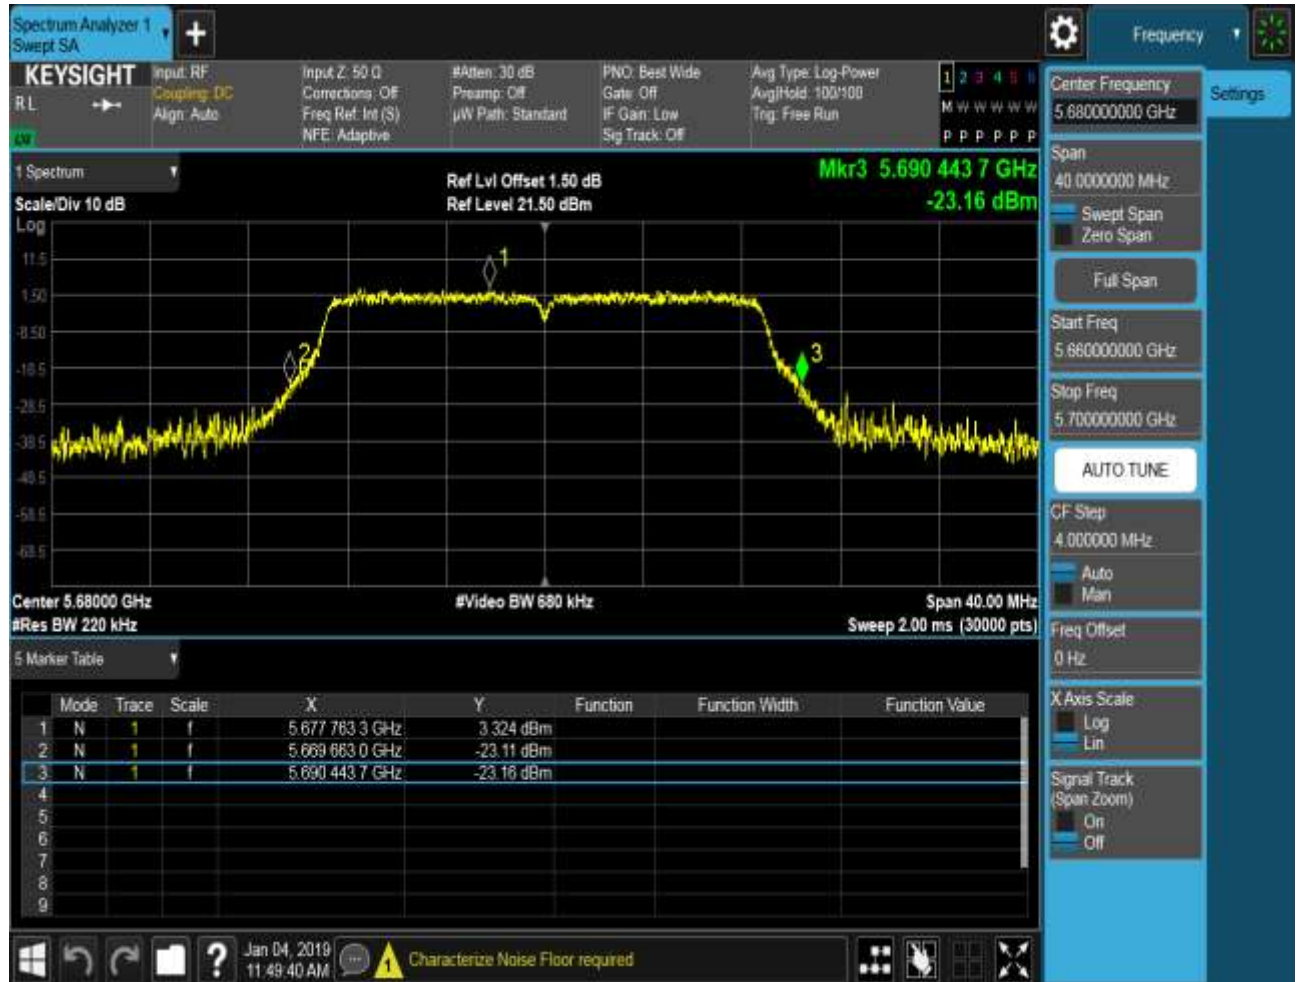 Spectrum Analyzer 1
Swept SA
Frequency
KEYSIGHT
R L
Input: RF
Coupling: DC
Align: Auto
Input Z: 50 Ω
Corrections: Off
Freq Ref: Int (S)
NFE: Adaptive
#Atten: 30 dB
Preamp: Off
µW Path: Standard
PNO: Best Wide
Gate: Off
IF Gain: Low
Sig Track: Off
Avg Type: Log-Power
Avg|Hold: 100/100
Trig: Free Run
1 2 3 4 5 6
M W W W W W
P P P P P P
1 Spectrum
Scale/Div 10 dB
Log
Ref Lvl Offset 1.50 dB
Ref Level 21.50 dBm
Mkr3 5.690 443 7 GHz
-23.16 dBm
11.5
1.50
-8.50
-18.5
-28.5
-38.5
-48.5
-58.5
-68.5
1
2
3
Center 5.68000 GHz
#Res BW 220 kHz
#Video BW 680 kHz
Span 40.00 MHz
Sweep 2.00 ms (30000 pts)
5 Marker Table
Mode Trace Scale X Y Function Function Width Function Value
1 N 1 f 5.677 763 3 GHz 3.324 dBm
2 N 1 f 5.669 663 0 GHz -23.11 dBm
3 N 1 f 5.690 443 7 GHz -23.16 dBm
4
5
6
7
8
9
Jan 04, 2019
11:49:40 AM
Characterize Noise Floor required
Settings
Center Frequency
5.680000000 GHz
Span
40.0000000 MHz
Swept Span
Zero Span
Full Span
Start Freq
5.660000000 GHz
Stop Freq
5.700000000 GHz
AUTO TUNE
CF Step
4.000000 MHz
Auto
Man
Freq Offset
0 Hz
X Axis Scale
Log
Lin
Signal Track
(Span Zoom)
On
Off